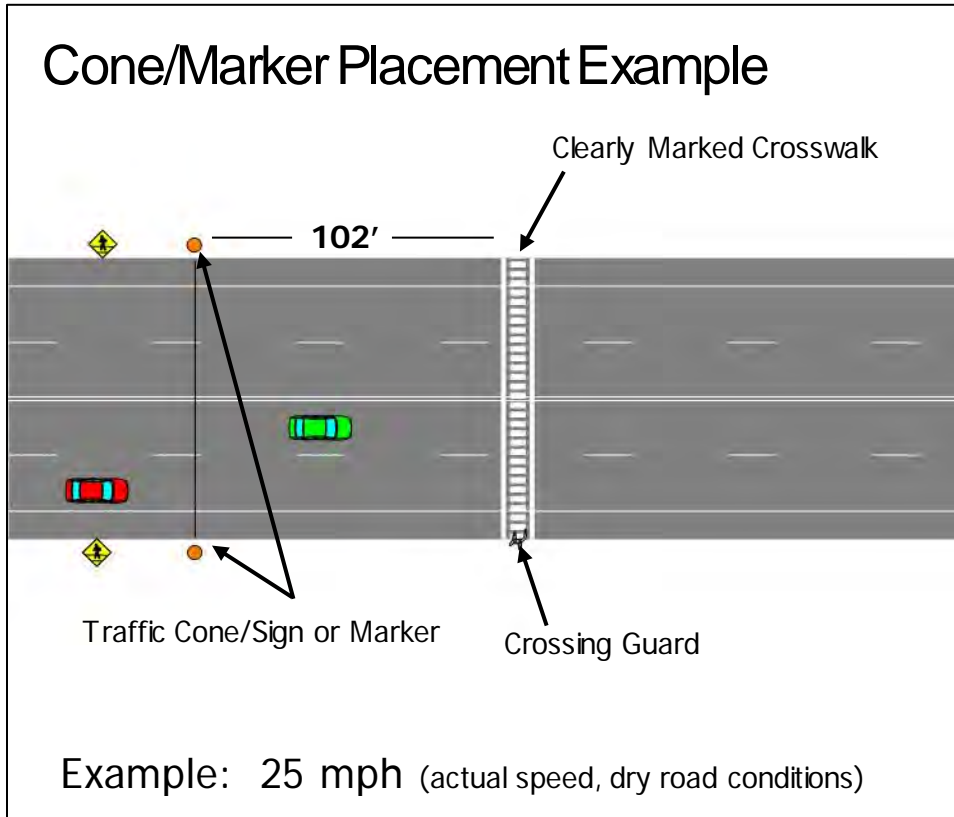 Cone/Marker Placement Example
Clearly Marked Crosswalk
102'
Traffic Cone/Sign or Marker
Crossing Guard
Example: 25 mph (actual speed, dry road conditions)